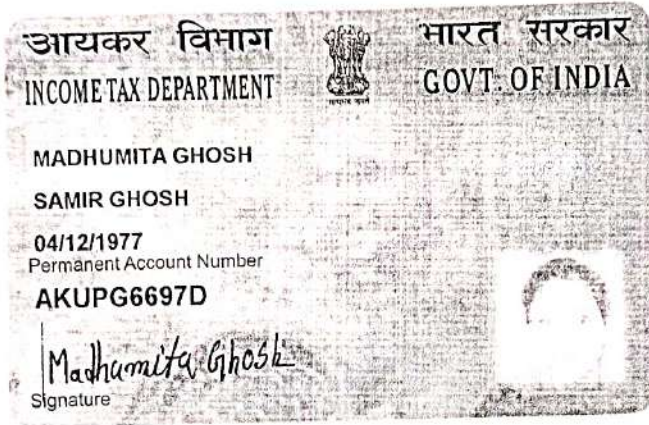 आयकर विभाग
INCOME TAX DEPARTMENT
भारत सरकार
GOVT. OF INDIA
MADHUMITA GHOSH
SAMIR GHOSH
04/12/1977
Permanent Account Number
AKUPG6697D
Madhumita Ghosh
Signature